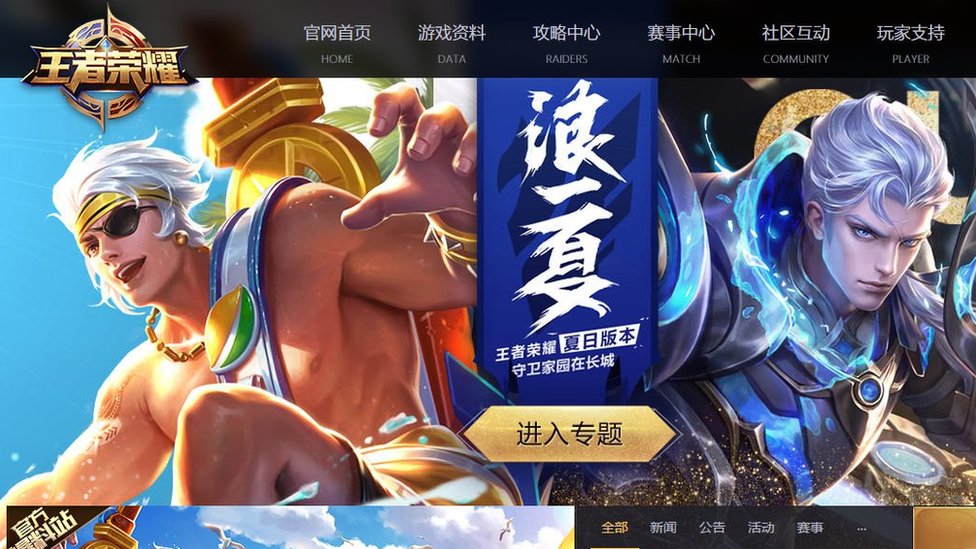 王者荣耀
官网首页 游戏资料 攻略中心 赛事中心 社区互动 玩家支持
HOME DATA RAIDERS MATCH COMMUNITY PLAYER
浪一夏
王者荣耀 夏日版本
守卫家园在长城
进入专题
官方
爆料站
全部 新闻 公告 活动 赛事 ...